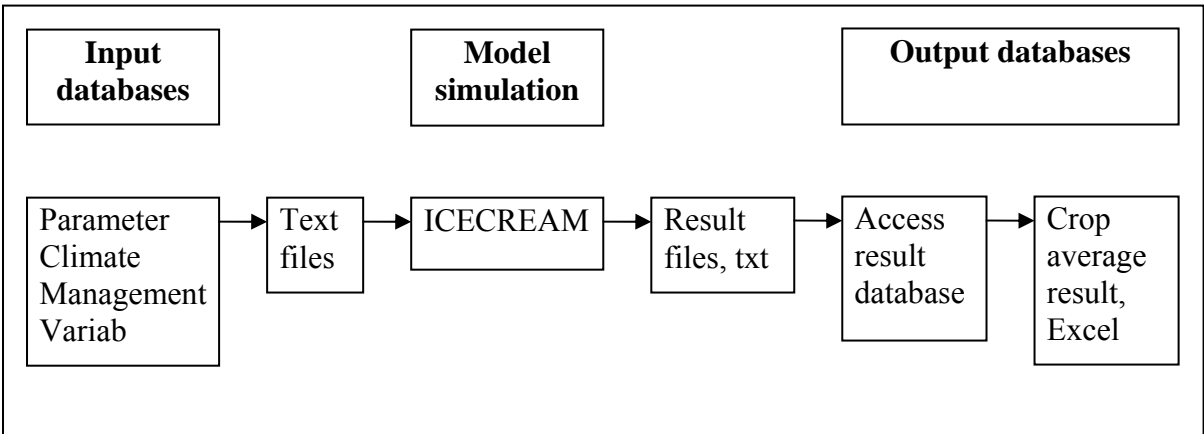 Input
databases
Model
simulation
Output databases
Parameter
Climate
Management
Variab
Text
files
ICECREAM
Result
files, txt
Access
result
database
Crop
average
result,
Excel